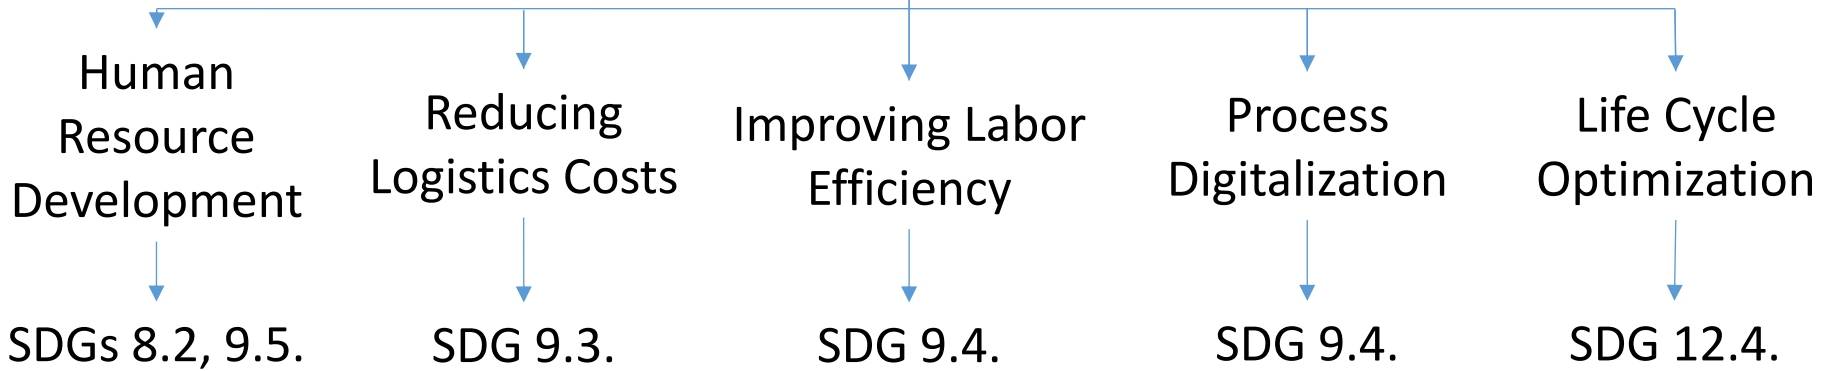 Human
Resource
Development
Reducing
Logistics Costs
Improving Labor
Efficiency
Process
Digitalization
Life Cycle
Optimization
SDGs 8.2, 9.5.
SDG 9.3.
SDG 9.4.
SDG 9.4.
SDG 12.4.